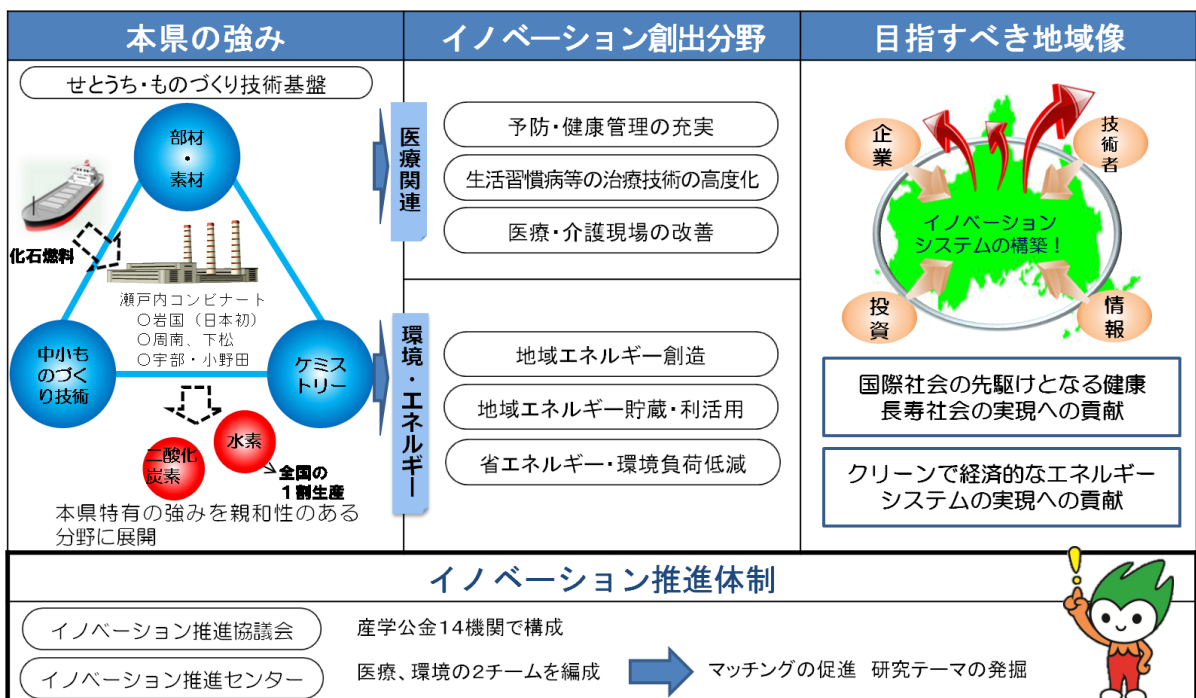 本県の強み
イノベーション創出分野
目指すべき地域像
せとうち・ものづくり技術基盤
部材
・
素材
化石燃料
瀬戸内コンビナート
○岩国（日本初）
○周南、下松
○宇部・小野田
中小も
のづく
り技術
ケミス
トリー
二酸化
炭素
水素
全国の
１割生産
本県特有の強みを親和性のある
分野に展開
医療関連
予防・健康管理の充実
生活習慣病等の治療技術の高度化
医療・介護現場の改善
環境・エネルギー
地域エネルギー創造
地域エネルギー貯蔵・利活用
省エネルギー・環境負荷低減
企業
技術者
イノベーション
システムの構築！
投資
情報
国際社会の先駆けとなる健康
長寿社会の実現への貢献
クリーンで経済的なエネルギー
システムの実現への貢献
イノベーション推進体制
イノベーション推進協議会
産学公金14機関で構成
イノベーション推進センター
医療、環境の2チームを編成
マッチングの促進 研究テーマの発掘